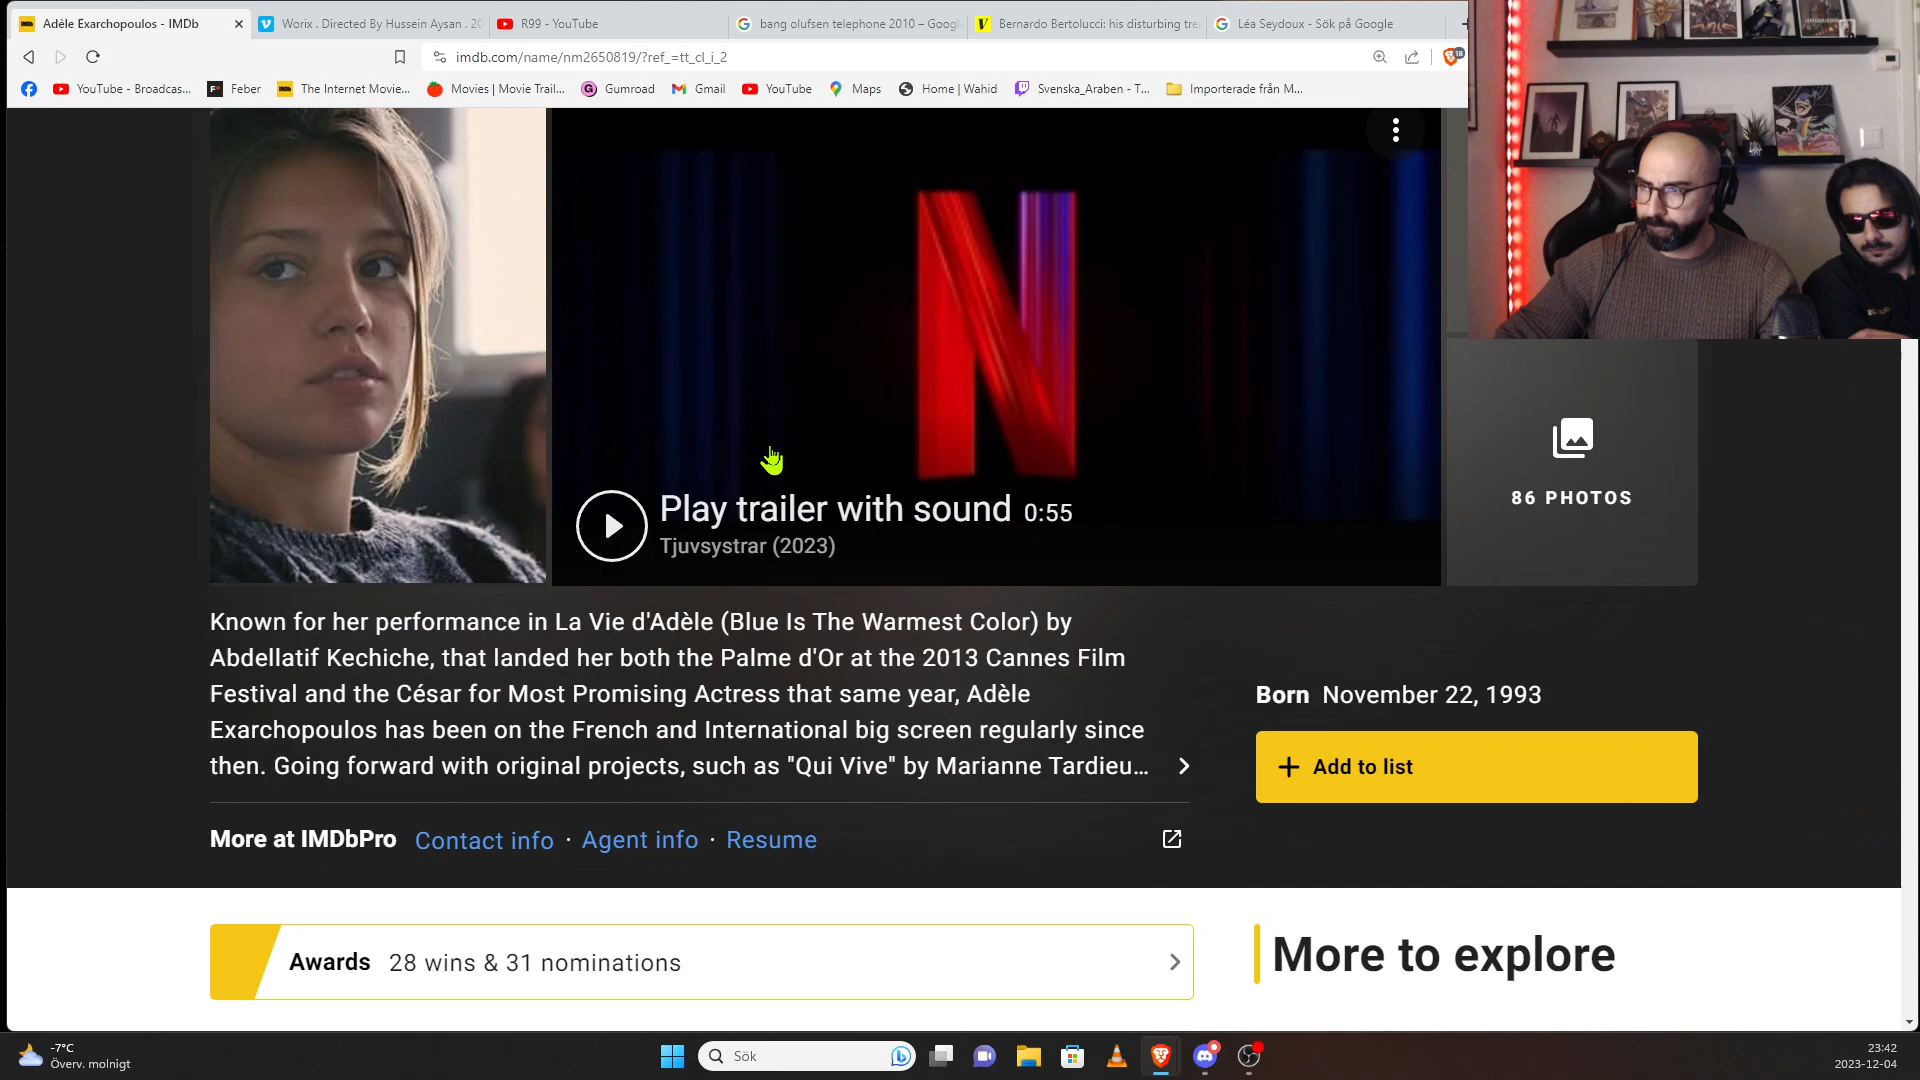 Adèle Exarchopoulos - IMDb
Worix . Directed By Hussein Aysan . 20
R99 - YouTube
bang olufsen telephone 2010 – Googl
Bernardo Bertolucci: his disturbing tre
Léa Seydoux - Sök på Google
imdb.com/name/nm2650819/?ref_=tt_cl_i_2
18
YouTube - Broadcas...
Feber
The Internet Movie...
Movies | Movie Trail...
Gumroad
Gmail
YouTube
Maps
Home | Wahid
Svenska_Araben - T...
Importerade från M...
Play trailer with sound 0:55
Tjuvsystrar (2023)
86 PHOTOS
Known for her performance in La Vie d'Adèle (Blue Is The Warmest Color) by
Abdellatif Kechiche, that landed her both the Palme d'Or at the 2013 Cannes Film
Festival and the César for Most Promising Actress that same year, Adèle
Exarchopoulos has been on the French and International big screen regularly since
then. Going forward with original projects, such as "Qui Vive" by Marianne Tardieu...
Born November 22, 1993
Add to list
More at IMDbPro Contact info · Agent info · Resume
Awards 28 wins & 31 nominations
More to explore
-7°C
Överv. molnigt
Sök
23:42
2023-12-04